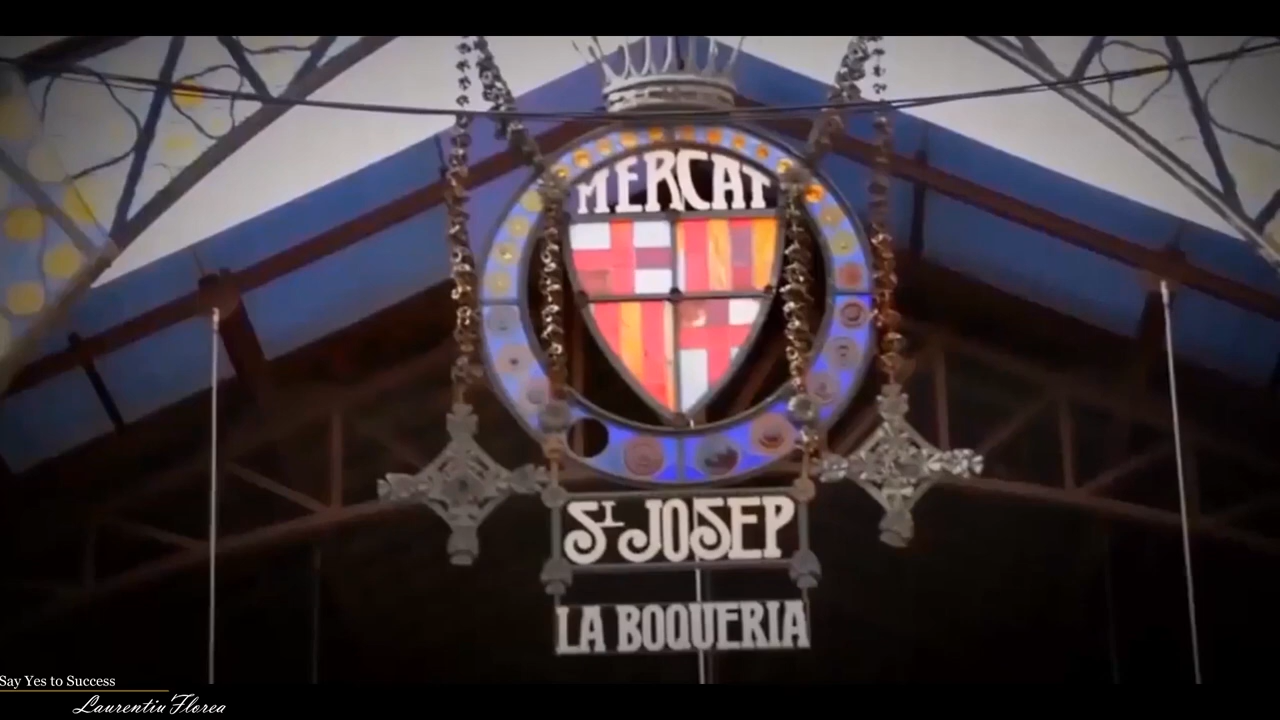 MERCAT
ST JOSEP
LA BOQUERIA
Say Yes to Success
Laurentiu Florea